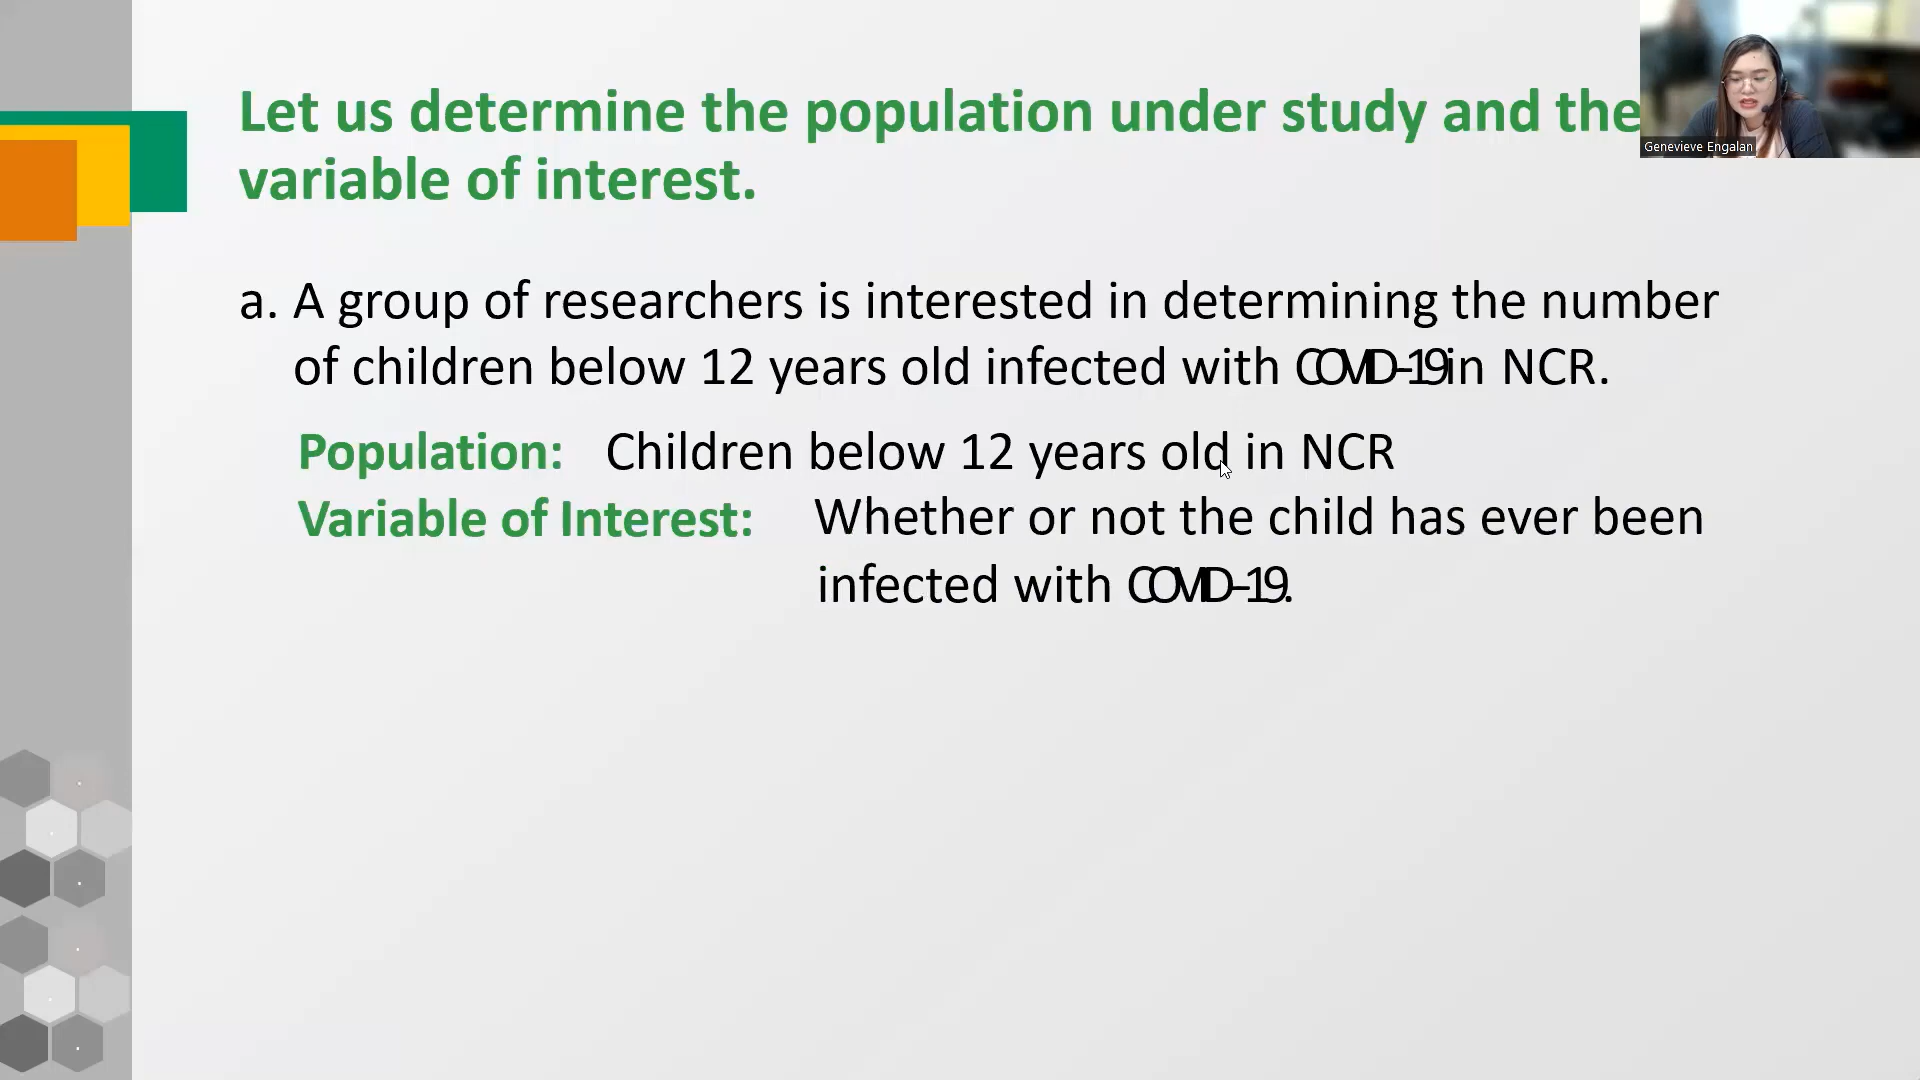 Let us determine the population under study and the
variable of interest.
Genevieve Engalan
a. A group of researchers is interested in determining the number
of children below 12 years old infected with COVID-19 in NCR.
Population: Children below 12 years old in NCR
Variable of Interest: Whether or not the child has ever been
infected with COVID-19.